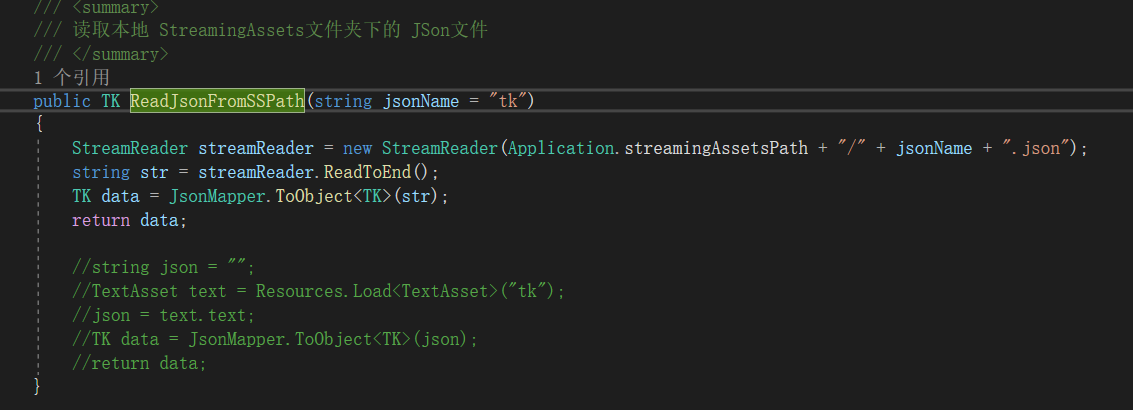 /// <summary>
/// 读取本地 StreamingAssets文件夹下的 JSon文件
/// </summary>
1 个引用
public TK ReadJsonFromSSPath(string jsonName = "tk")
{
    StreamReader streamReader = new StreamReader(Application.streamingAssetsPath + "/" + jsonName + ".json");
    string str = streamReader.ReadToEnd();
    TK data = JsonMapper.ToObject<TK>(str);
    return data;

    //string json = "";
    //TextAsset text = Resources.Load<TextAsset>("tk");
    //json = text.text;
    //TK data = JsonMapper.ToObject<TK>(json);
    //return data;
}